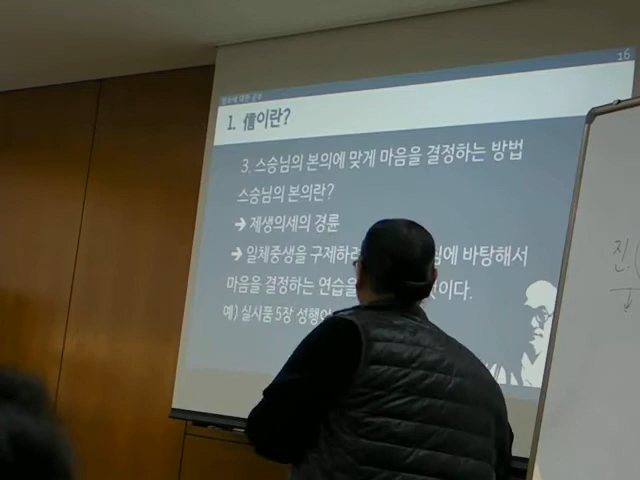 16
1. 信이란?
3. 스승님의 본의에 맞게 마음을 결정하는 방법
스승님의 본의란?
→ 제생의세의 경륜
→ 일체중생을 구제하려 에 바탕해서
마음을 결정하는 연습을 이다.
예) 실시품 5장 성행
진.